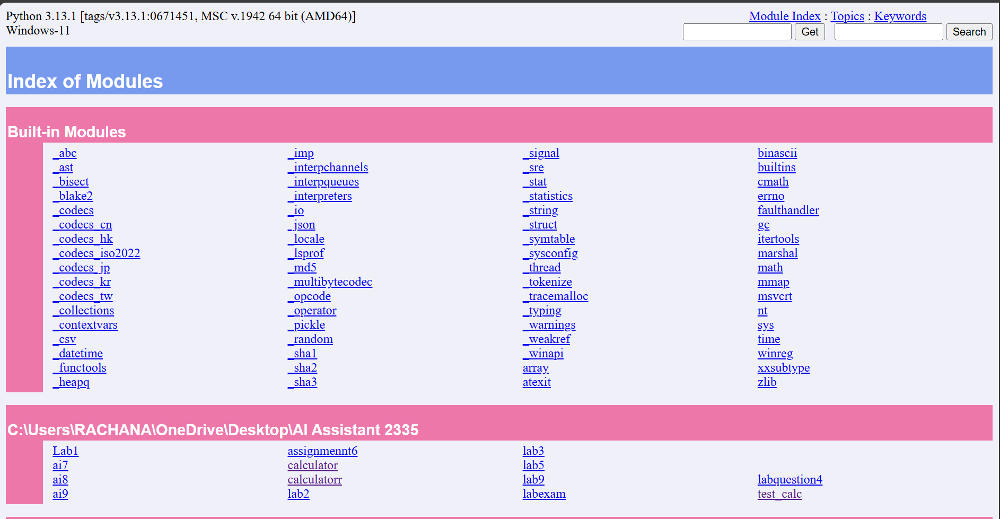 Python 3.13.1 [tags/v3.13.1:0671451, MSC v.1942 64 bit (AMD64)]
Windows-11
Module Index : Topics : Keywords
Get Search
Index of Modules
Built-in Modules
_abc
_ast
_bisect
_blake2
_codecs
_codecs_cn
_codecs_hk
_codecs_iso2022
_codecs_jp
_codecs_kr
_codecs_tw
_collections
_contextvars
_csv
_datetime
_functools
_heapq
_imp
_interpchannels
_interpqueues
_interpreters
_io
_json
_locale
_lsprof
_md5
_multibytecodec
_opcode
_operator
_pickle
_random
_sha1
_sha2
_sha3
_signal
_sre
_stat
_statistics
_string
_struct
_symtable
_sysconfig
_thread
_tokenize
_tracemalloc
_typing
_warnings
_weakref
_winapi
array
atexit
binascii
builtins
cmath
errno
faulthandler
gc
itertools
marshal
math
mmap
msvcrt
nt
sys
time
winreg
xxsubtype
zlib
C:\Users\RACHANA\OneDrive\Desktop\AI Assistant 2335
Lab1
ai7
ai8
ai9
assignmennt6
calculator
calculatorr
lab2
lab3
lab5
lab9
labexam
labquestion4
test_calc